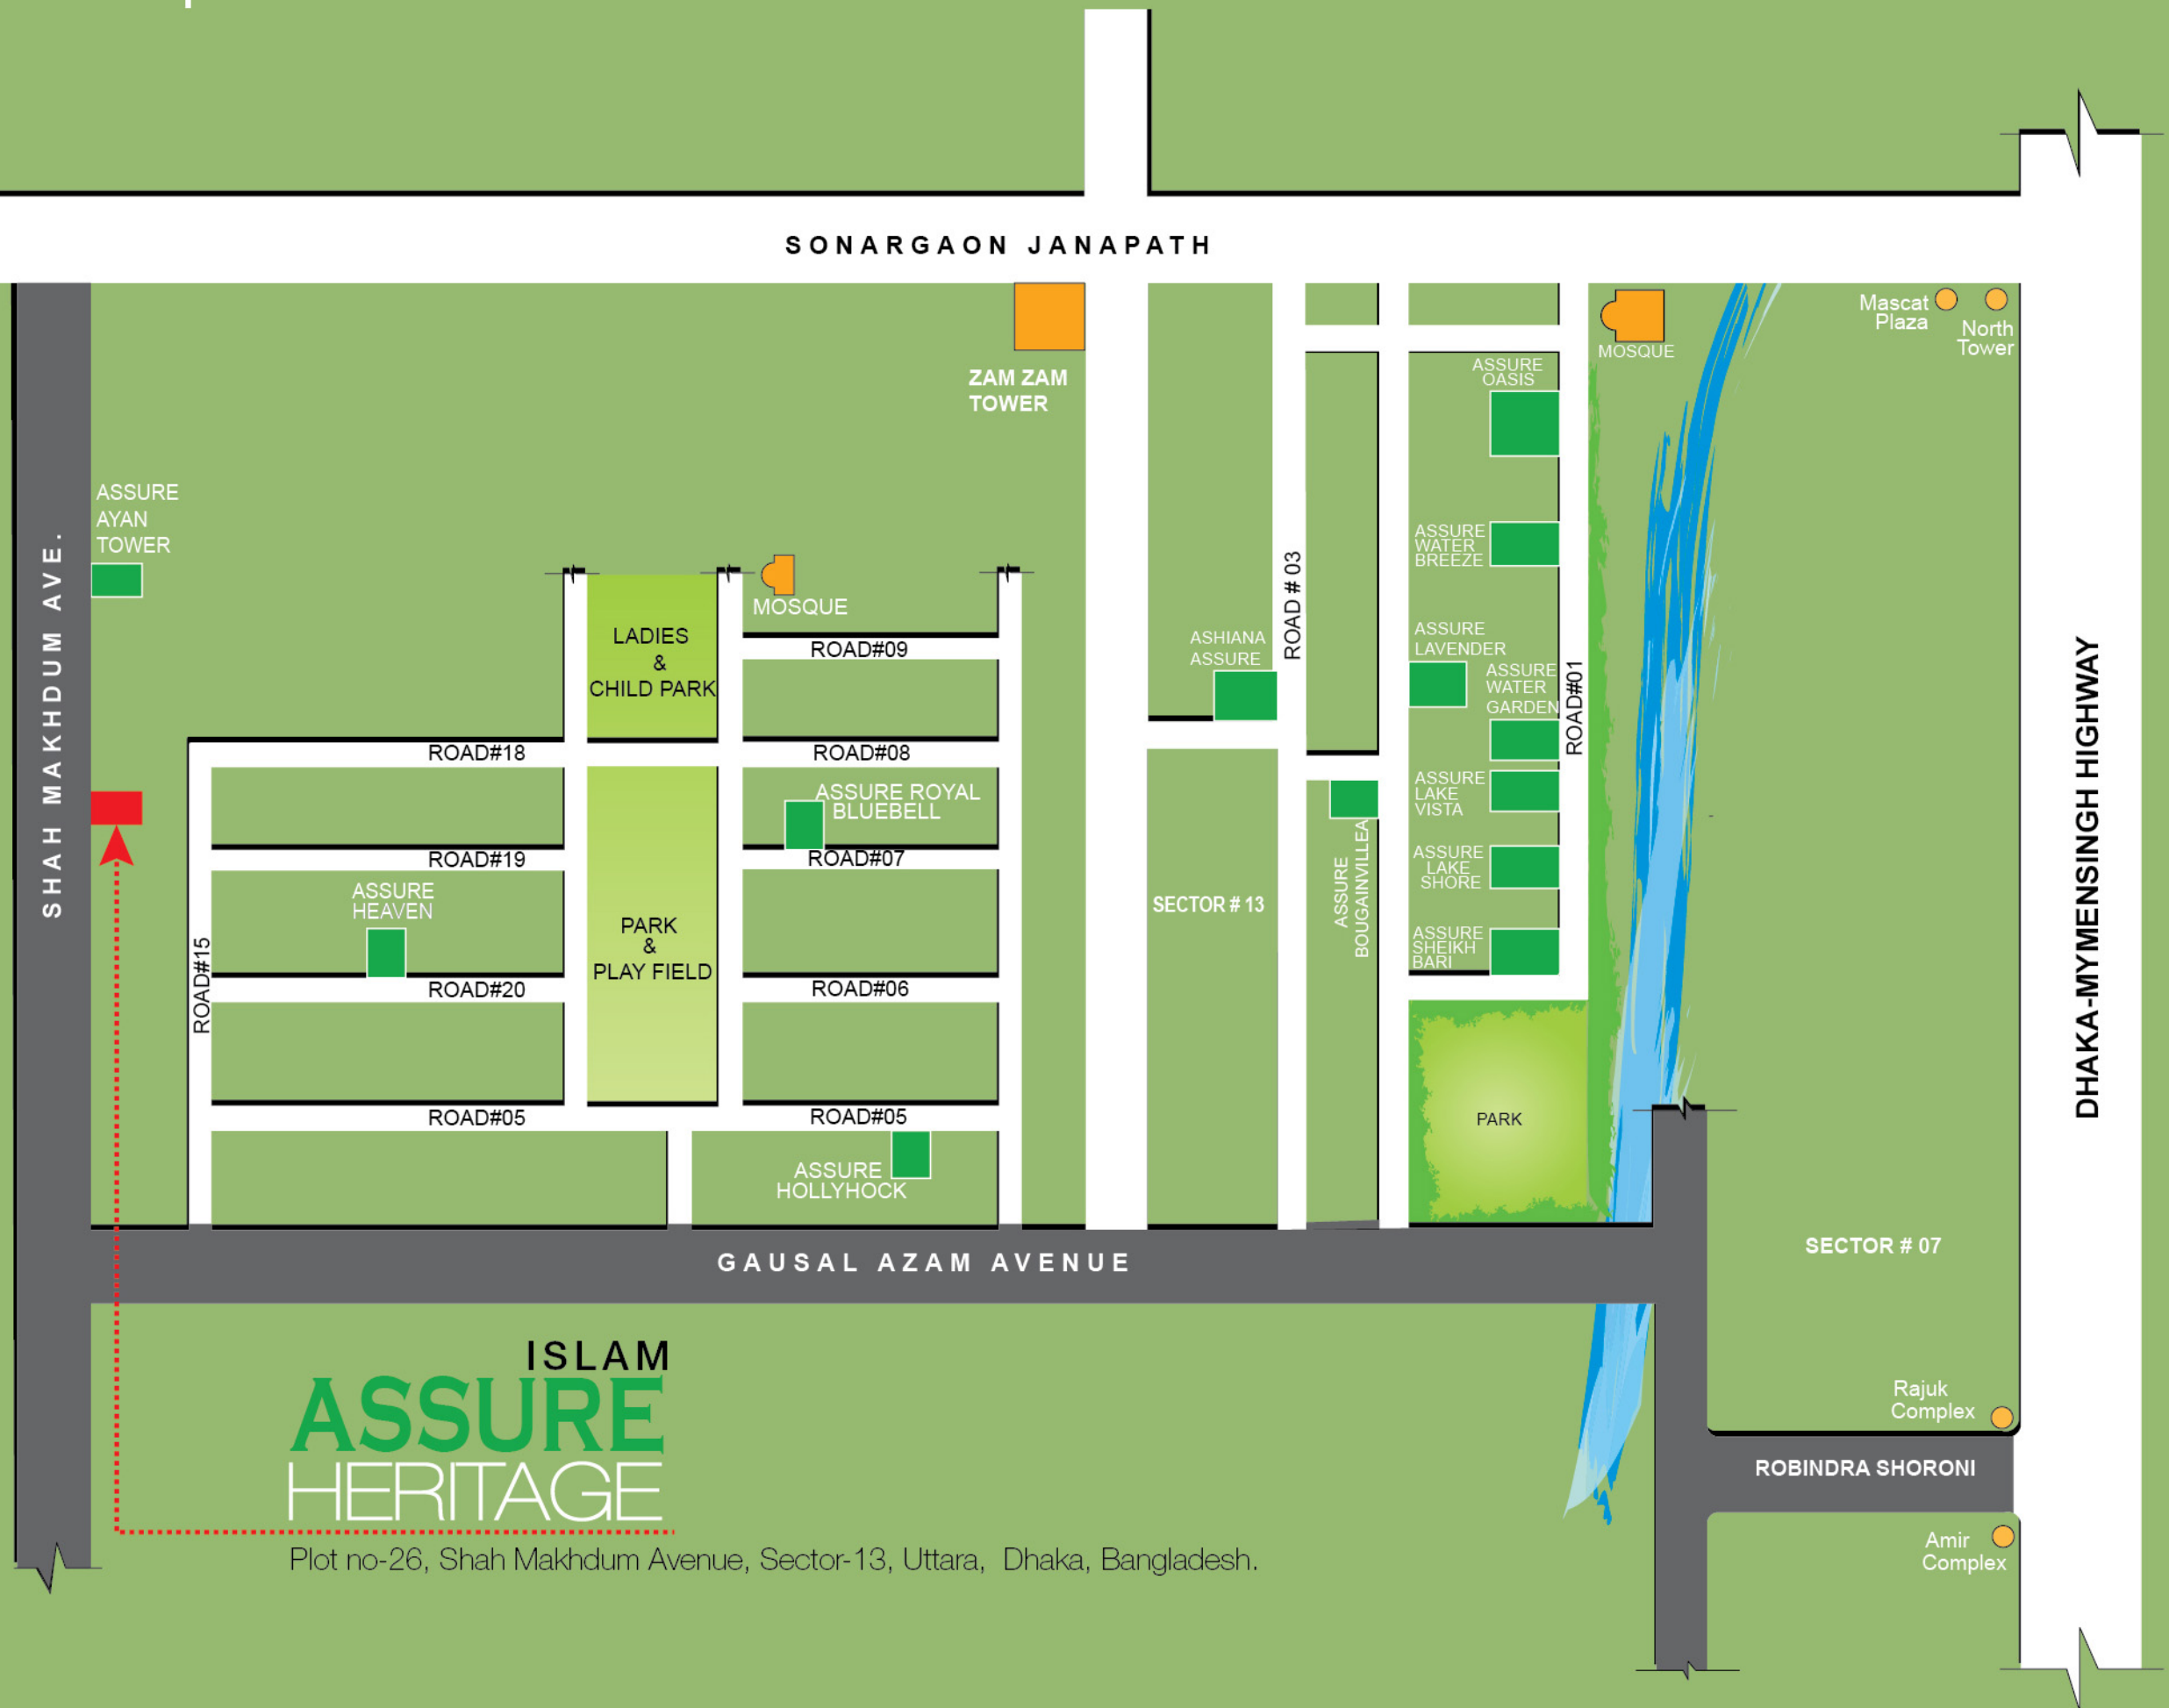 SONARGAON JANAPATH
Mascat
Plaza
North
Tower
MOSQUE
ZAM ZAM
TOWER
ASSURE
OASIS
ASSURE
AYAN
TOWER
SHAH MAKHDUM AVE.
ASSURE
WATER
BREEZE
ROAD # 03
MOSQUE
LADIES
&
CHILD PARK
ROAD#09
ASHIANA
ASSURE
ASSURE
LAVENDER
ASSURE
WATER
GARDEN
ROAD#01
DHAKA-MYMENSINGH HIGHWAY
ROAD#18
ROAD#08
ASSURE ROYAL
BLUEBELL
ASSURE
LAKE
VISTA
ROAD#19
ROAD#07
ASSURE
LAKE
SHORE
ASSURE
HEAVEN
SECTOR # 13
ASSURE
BOUGAINVILLEA
PARK
&
PLAY FIELD
ASSURE
SHEIKH
BARI
ROAD#15
ROAD#20
ROAD#06
ROAD#05
ROAD#05
PARK
ASSURE
HOLLYHOCK
GAUSAL AZAM AVENUE
SECTOR # 07
ISLAM
ASSURE
HERITAGE
Rajuk
Complex
ROBINDRA SHORONI
Amir
Complex
Plot no-26, Shah Makhdum Avenue, Sector-13, Uttara, Dhaka, Bangladesh.